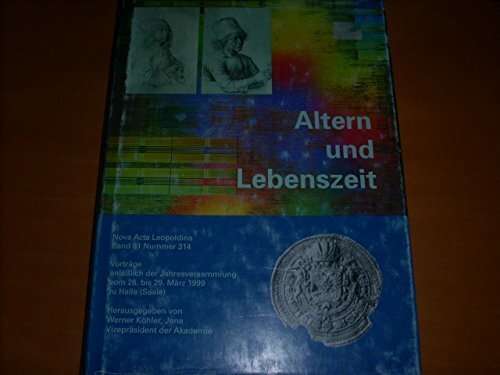 Altern
und
Lebenszeit
Nova Acta Leopoldina
Band 81 Nummer 314
Vorträge
anläßlich der Jahresversammlung
vom 26. bis 29. März 1999
zu Halle (Saale)
Herausgegeben von
Werner Köhler, Jena
Vizepräsident der Akademie